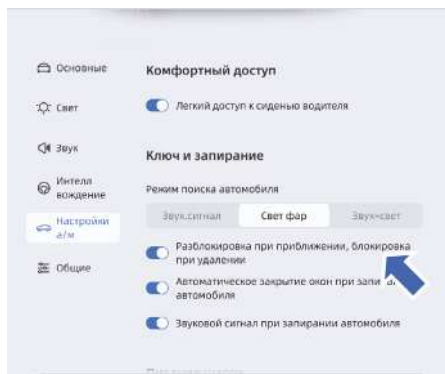 Основные
Свет
Звук
Интелл
вождение
Настройки
а/м
Общие
Комфортный доступ
Легкий доступ к сиденью водителя
Ключ и запирание
Режим поиска автомобиля
Звук.сигнал Свет фар Звук+свет
Разблокировка при приближении, блокировка
при удалении
Автоматическое закрытие окон при
автомобиля
Звуковой сигнал при запирании автомобиля